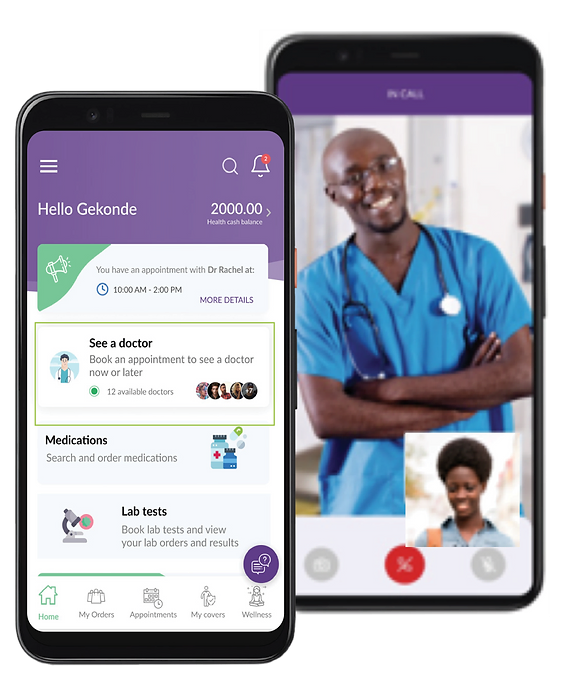 IN CALL
2
Hello Gekonde
2000.00
Health cash balance
You have an appointment with Dr Rachel at:
10:00 AM - 2:00 PM
MORE DETAILS
See a doctor
Book an appointment to see a doctor
now or later
12 available doctors
+7
Medications
Search and order medications
Lab tests
Book lab tests and view
your lab orders and results
?
Home
My Orders
Appointments
My covers
Wellness